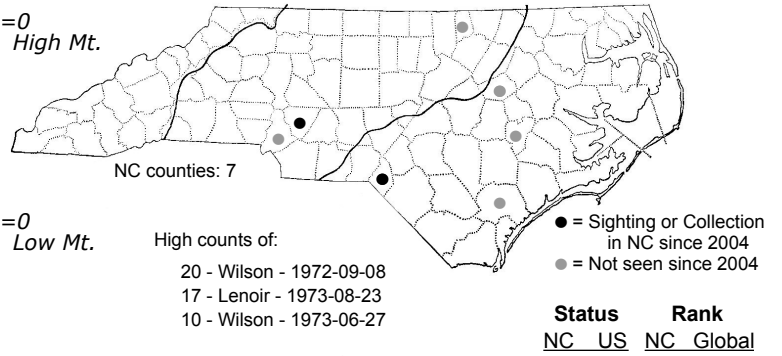 =0
High Mt.
NC counties: 7
=0
Low Mt.
High counts of:
20 - Wilson - 1972-09-08
17 - Lenoir - 1973-08-23
10 - Wilson - 1973-06-27
= Sighting or Collection
in NC since 2004
= Not seen since 2004
Status Rank
NC US NC Global